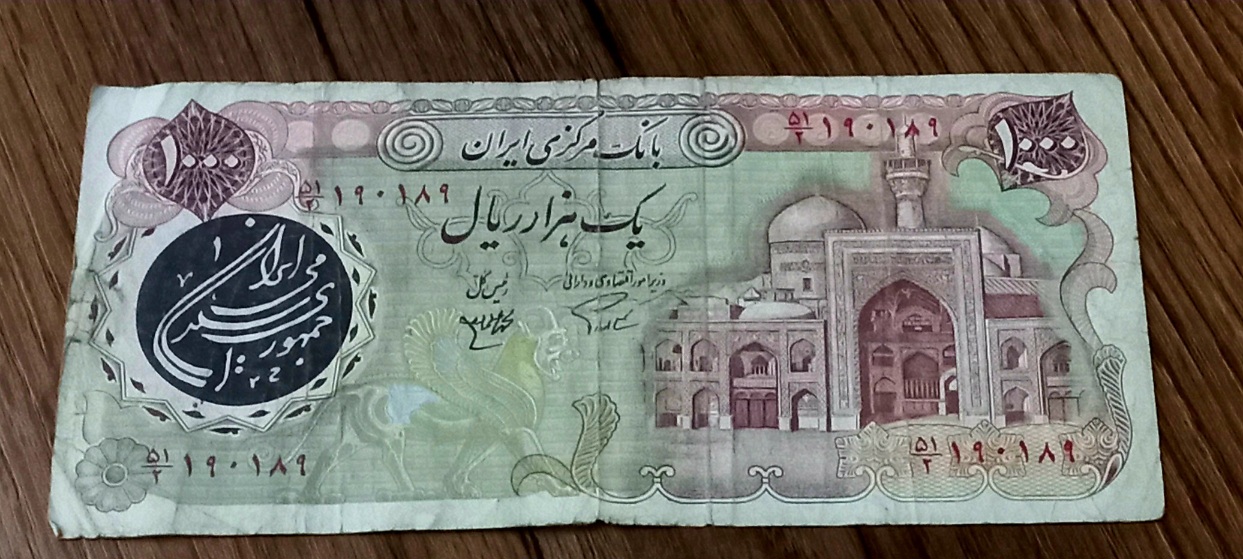 ۱۰۰۰
بانک مرکزی ایران
۵۱/۲ ۱۹۰۱۸۹
۱۰۰۰
۵۱/۲ ۱۹۰۱۸۹
یک هزار ریال
وزیر امور اقتصادی و دارائی
رئیس کل
جمهوری اسلامی ایران
۵۱/۲ ۱۹۰۱۸۹
۵۱/۲ ۱۹۰۱۸۹